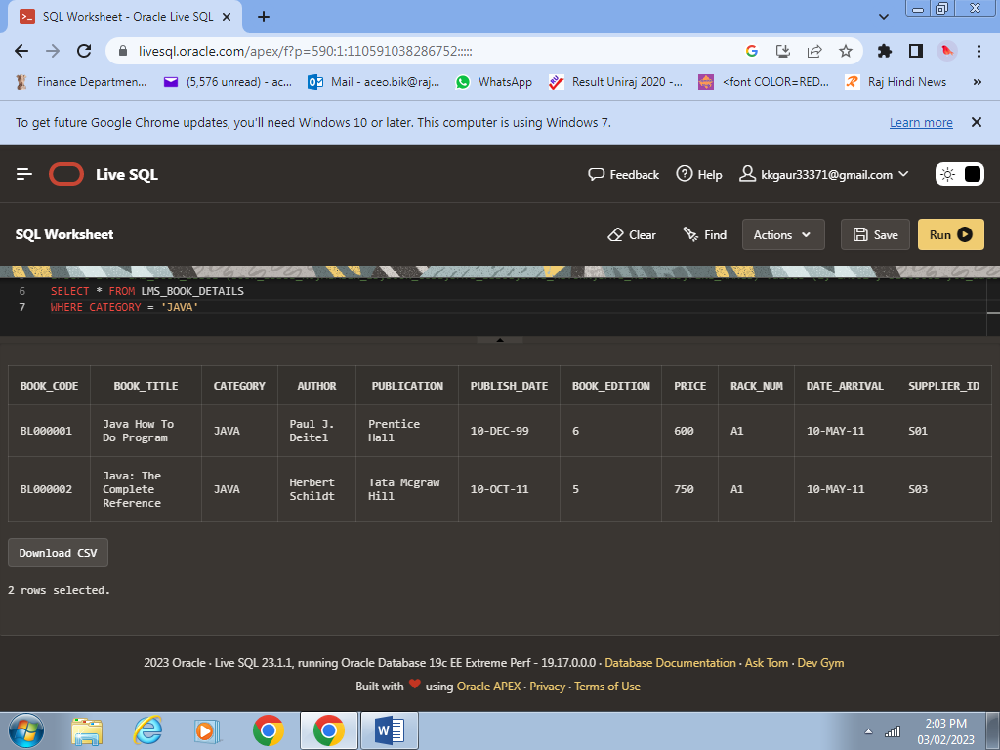 SQL Worksheet - Oracle Live SQL
livesql.oracle.com/apex/f?p=590:1:110591038286752:::::
Finance Departmen... (5,576 unread) - ac... Mail - aceo.bik@raj... WhatsApp Result Uniraj 2020 -... <font COLOR=RED... Raj Hindi News »
To get future Google Chrome updates, you'll need Windows 10 or later. This computer is using Windows 7. Learn more
Live SQL Feedback Help kkgaur33371@gmail.com
SQL Worksheet Clear Find Actions Save Run
6 SELECT * FROM LMS_BOOK_DETAILS
7 WHERE CATEGORY = 'JAVA'
BOOK_CODE BOOK_TITLE CATEGORY AUTHOR PUBLICATION PUBLISH_DATE BOOK_EDITION PRICE RACK_NUM DATE_ARRIVAL SUPPLIER_ID
BL000001 Java How To Do Program JAVA Paul J. Deitel Prentice Hall 10-DEC-99 6 600 A1 10-MAY-11 S01
BL000002 Java: The Complete Reference JAVA Herbert Schildt Tata Mcgraw Hill 10-OCT-11 5 750 A1 10-MAY-11 S03
Download CSV
2 rows selected.
2023 Oracle · Live SQL 23.1.1, running Oracle Database 19c EE Extreme Perf - 19.17.0.0.0 · Database Documentation · Ask Tom · Dev Gym
Built with ❤ using Oracle APEX · Privacy · Terms of Use
2:03 PM
03/02/2023